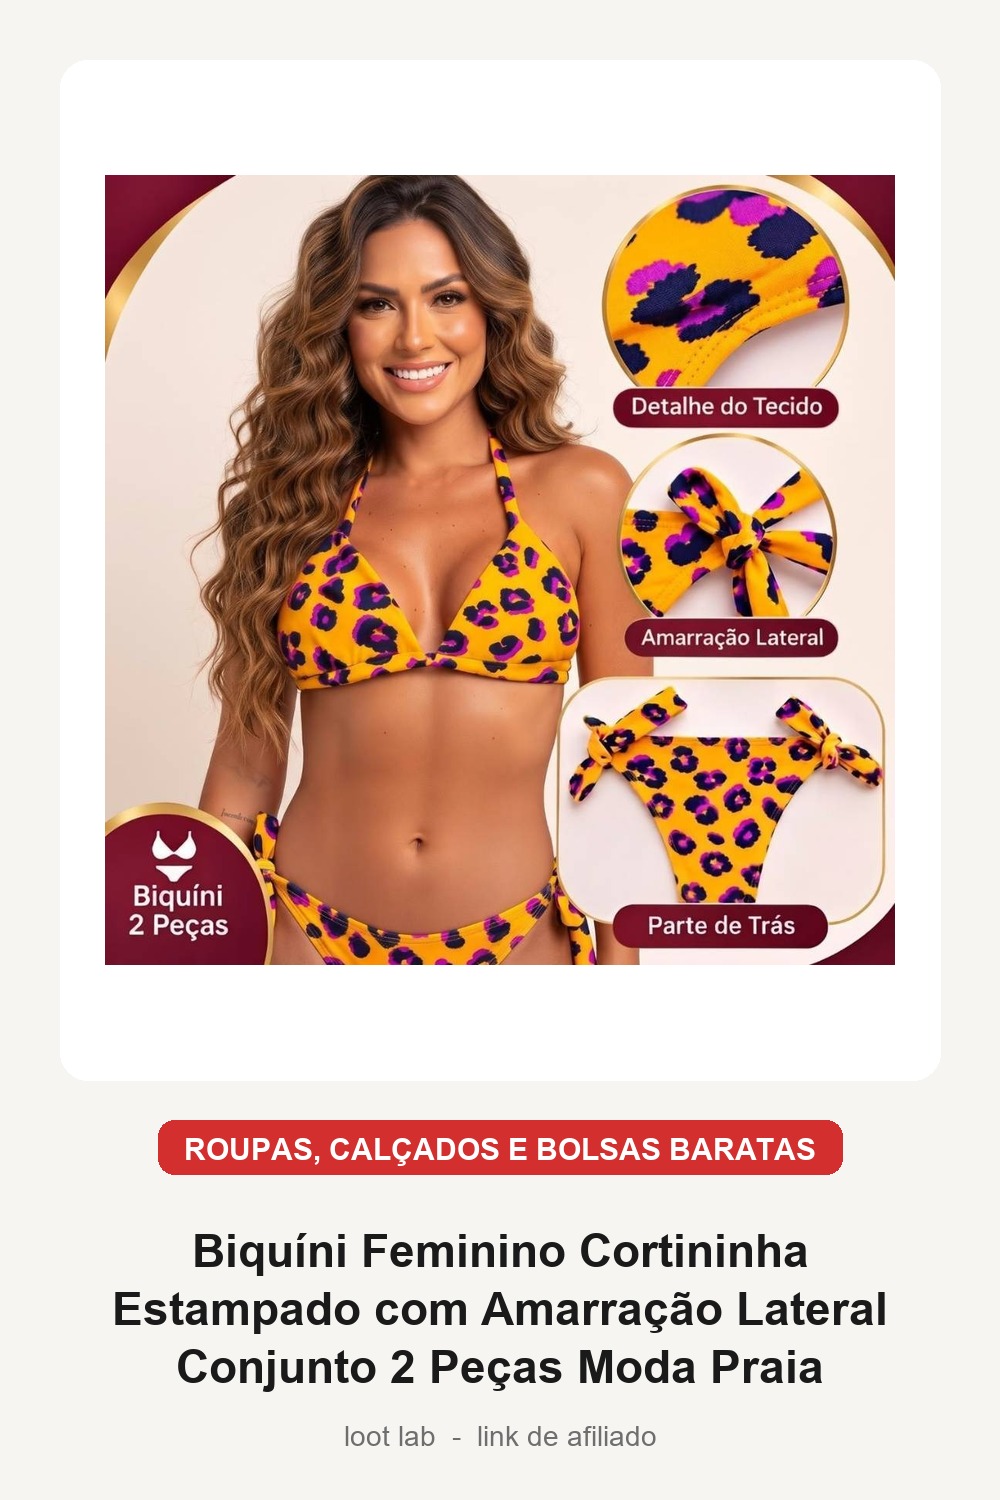 Detalhe do Tecido
Amarração Lateral
Parte de Trás
Biquíni
2 Peças
ROUPAS, CALÇADOS E BOLSAS BARATAS
Biquíni Feminino Cortininha
Estampado com Amarração Lateral
Conjunto 2 Peças Moda Praia
loot lab - link de afiliado